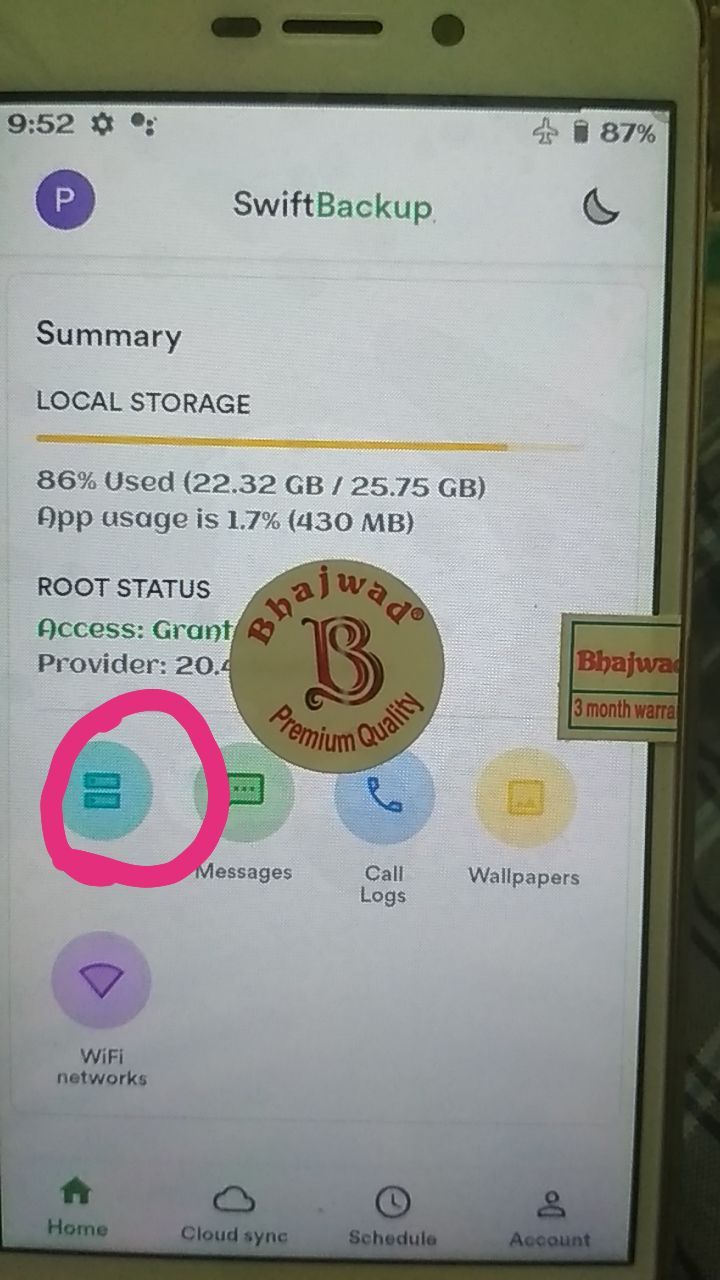 9:52
87%
P
SwiftBackup
Summary
LOCAL STORAGE
86% Used (22.32 GB / 25.75 GB)
App usage is 1.7% (430 MB)
ROOT STATUS
Access: Grant
Provider: 20.4
Bhajwad®
B
Premium Quality
Bhajwad
3 month warra
Messages
Call
Logs
Wallpapers
WiFi
networks
Home
Cloud sync
Schedule
Account